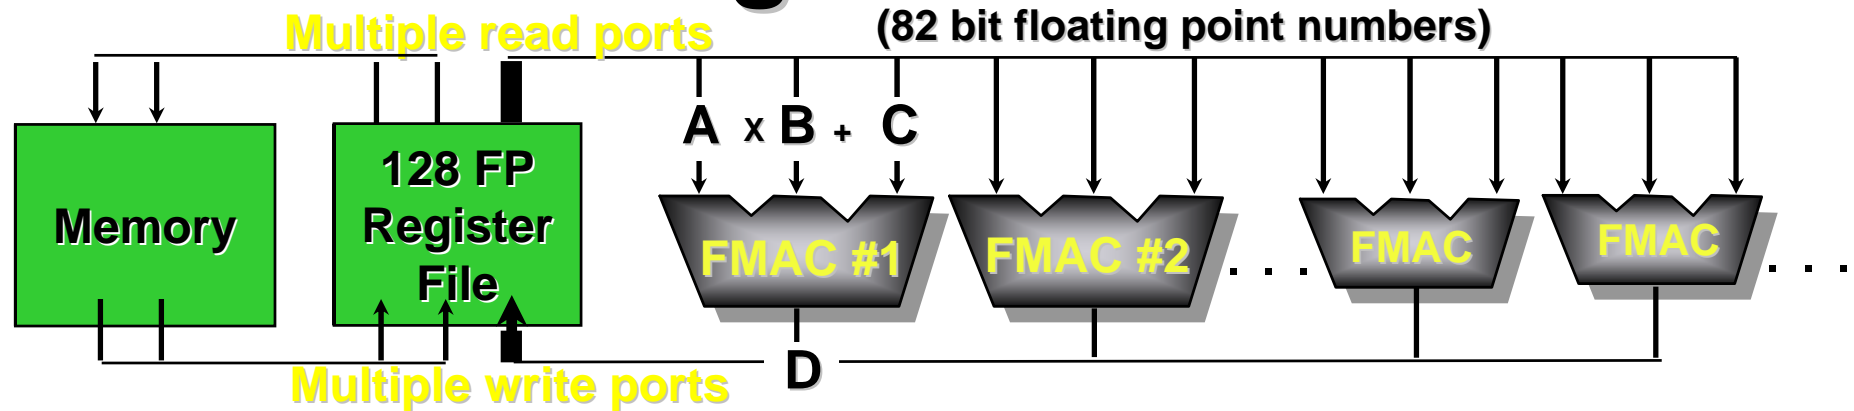 Multiple read ports
(82 bit floating point numbers)
A x B + C
128 FP
Register
File
Memory
FMAC #1
FMAC #2
. . .
FMAC
FMAC
. . .
D
Multiple write ports